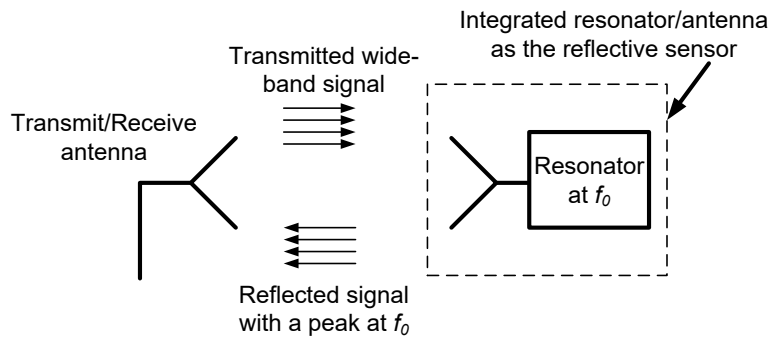 Integrated resonator/antenna
as the reflective sensor
Transmitted wide-
band signal
Transmit/Receive
antenna
Resonator
at f0
Reflected signal
with a peak at f0